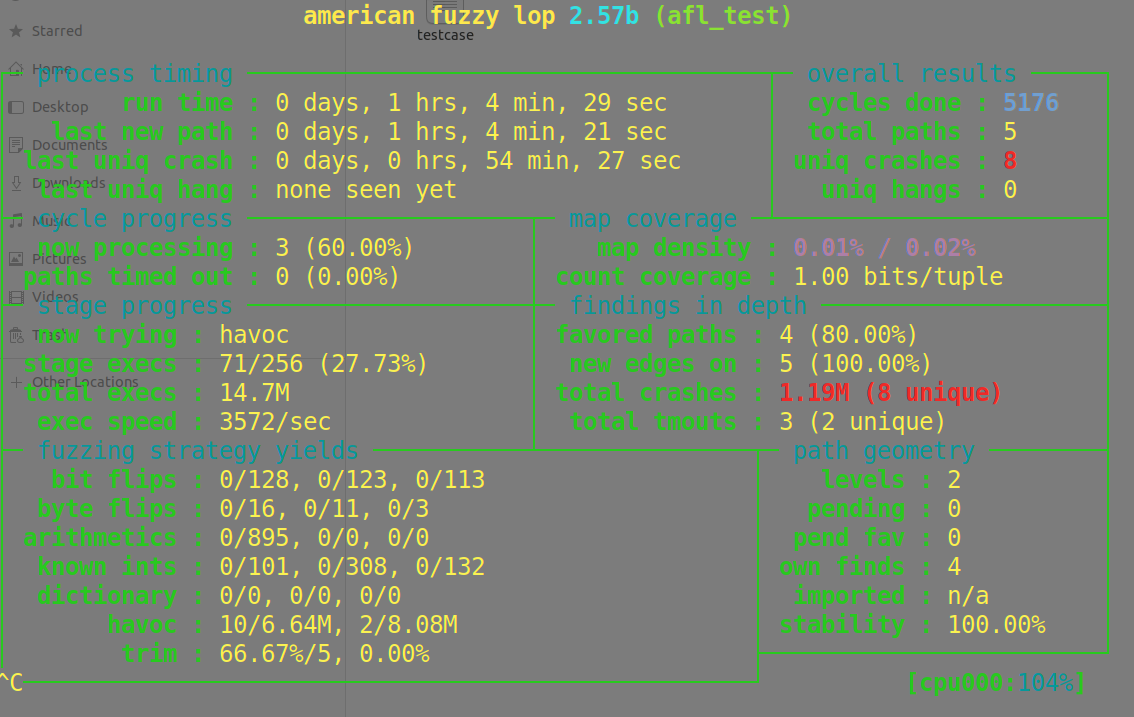 american fuzzy lop 2.57b (afl_test)
testcase
Starred
Home
Desktop
Documents
Downloads
Music
Pictures
Videos
Trash
Other Locations
process timing
run time : 0 days, 1 hrs, 4 min, 29 sec
last new path : 0 days, 1 hrs, 4 min, 21 sec
last uniq crash : 0 days, 0 hrs, 54 min, 27 sec
last uniq hang : none seen yet
overall results
cycles done : 5176
total paths : 5
uniq crashes : 8
uniq hangs : 0
cycle progress
now processing : 3 (60.00%)
paths timed out : 0 (0.00%)
map coverage
map density : 0.01% / 0.02%
count coverage : 1.00 bits/tuple
stage progress
now trying : havoc
stage execs : 71/256 (27.73%)
total execs : 14.7M
exec speed : 3572/sec
findings in depth
favored paths : 4 (80.00%)
new edges on : 5 (100.00%)
total crashes : 1.19M (8 unique)
total tmouts : 3 (2 unique)
fuzzing strategy yields
bit flips : 0/128, 0/123, 0/113
byte flips : 0/16, 0/11, 0/3
arithmetics : 0/895, 0/0, 0/0
known ints : 0/101, 0/308, 0/132
dictionary : 0/0, 0/0, 0/0
havoc : 10/6.64M, 2/8.08M
trim : 66.67%/5, 0.00%
path geometry
levels : 2
pending : 0
pend fav : 0
own finds : 4
imported : n/a
stability : 100.00%
^C
[cpu000:104%]